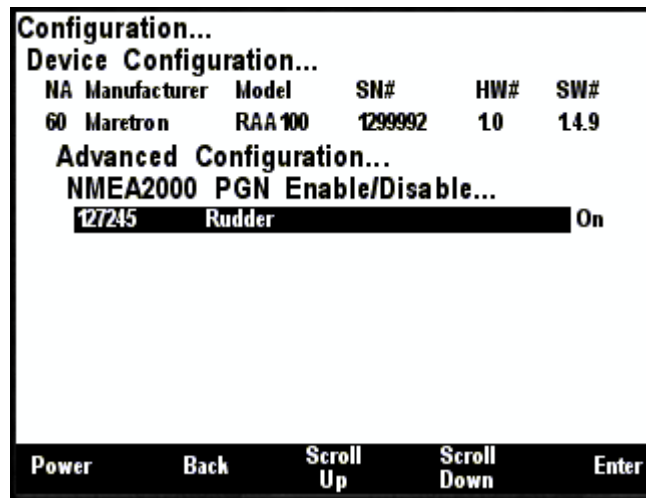 Configuration...
Device Configuration...
NA Manufacturer Model SN# HW# SW#
60 Maretron RAA100 1299992 1.0 1.4.9
Advanced Configuration...
NMEA2000 PGN Enable/Disable...
127245 Rudder On
Power Back Scroll Up Scroll Down Enter